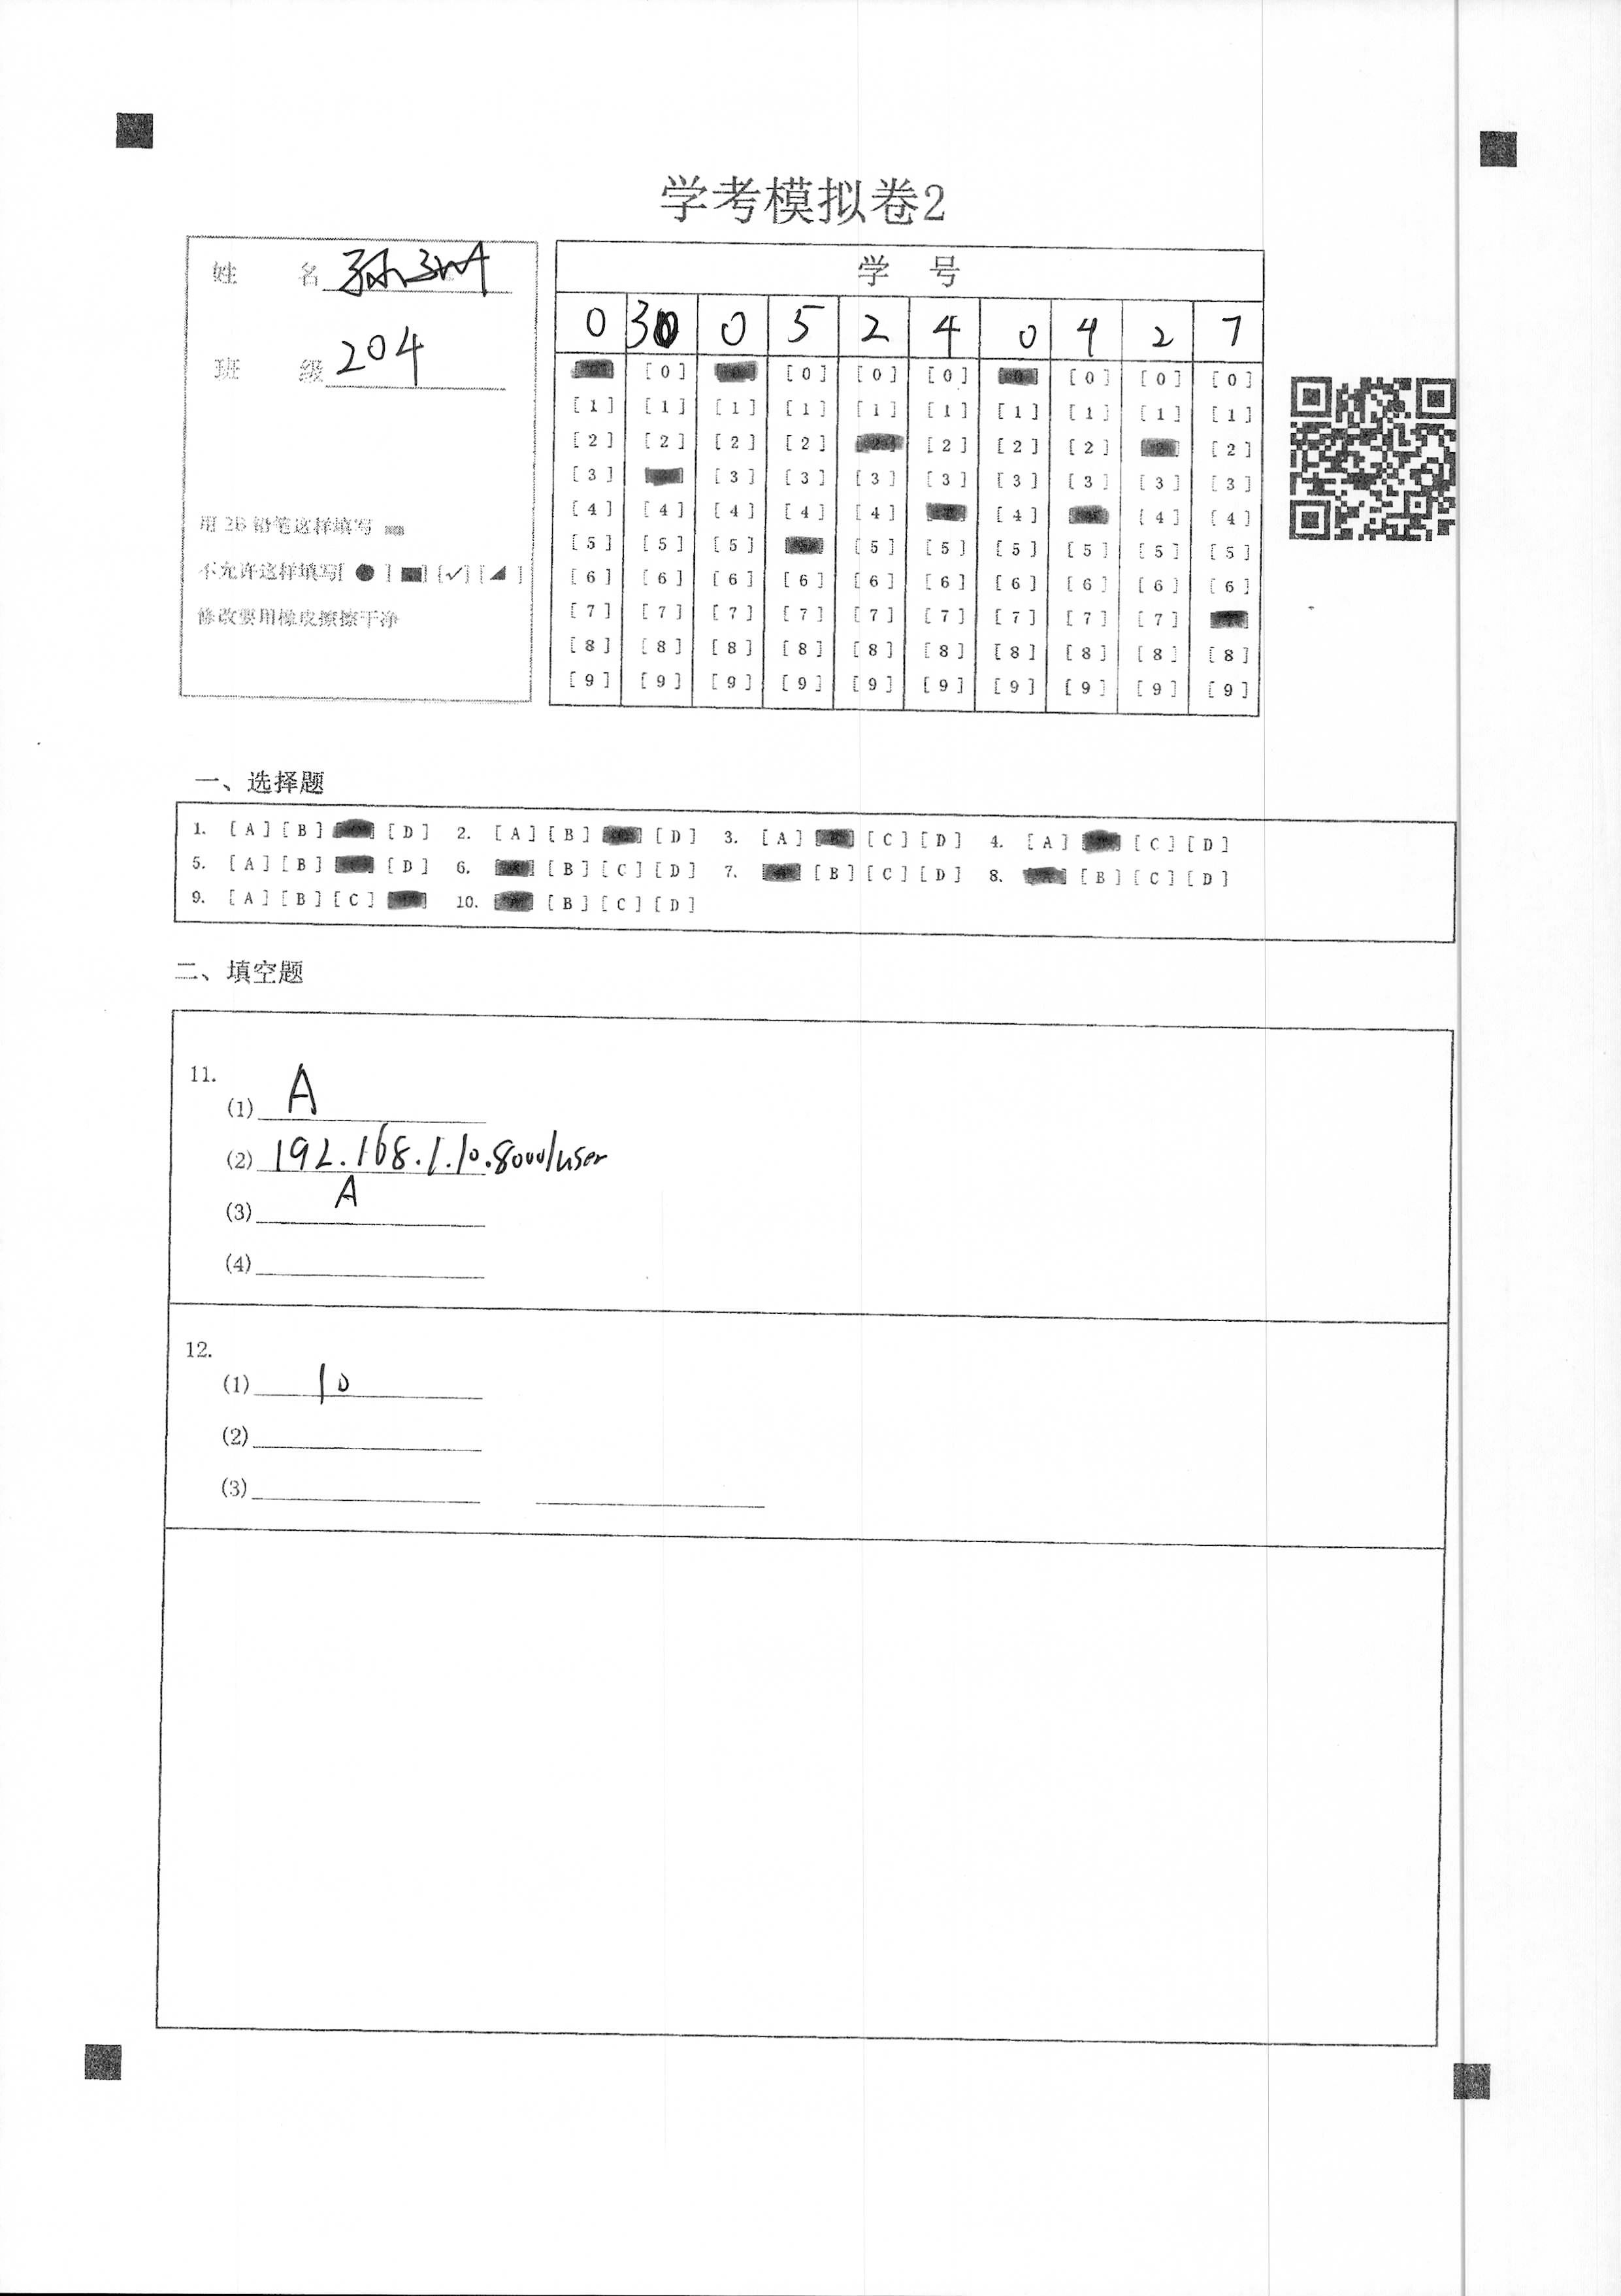 学考模拟卷2
姓 名 孙
班 级 204
用 2B 铅笔这样填写
不允许这样填写[ ● ] [■] [✓] [◢ ]
修改要用橡皮擦擦干净
学 号
0 3 0 5 2 4 0 4 2 7
[0] [0] [0] [0] [0] [0] [0]
[1] [1] [1] [1] [1] [1] [1] [1] [1] [1]
[2] [2] [2] [2] [2] [2] [2] [2]
[3] [3] [3] [3] [3] [3] [3] [3] [3]
[4] [4] [4] [4] [4] [4] [4] [4]
[5] [5] [5] [5] [5] [5] [5] [5] [5]
[6] [6] [6] [6] [6] [6] [6] [6] [6] [6]
[7] [7] [7] [7] [7] [7] [7] [7] [7]
[8] [8] [8] [8] [8] [8] [8] [8] [8] [8]
[9] [9] [9] [9] [9] [9] [9] [9] [9] [9]
一、选择题
1. [A] [B] [D] 2. [A] [B] [D] 3. [A] [C] [D] 4. [A] [C] [D]
5. [A] [B] [D] 6. [B] [C] [D] 7. [B] [C] [D] 8. [B] [C] [D]
9. [A] [B] [C] 10. [B] [C] [D]
二、填空题
11.
(1) A
(2) 192.168.1.10.8000/user
(3) A
(4)
12.
(1) 10
(2)
(3)